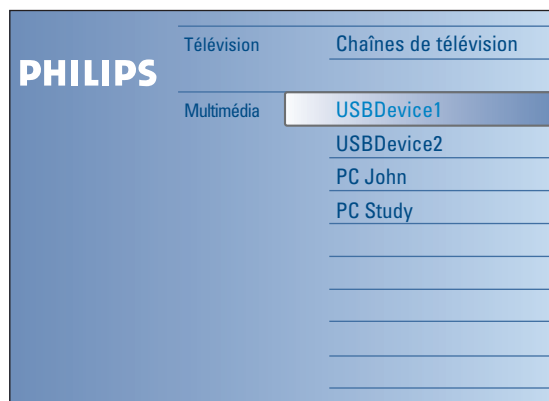 PHILIPS
Télévision Chaînes de télévision
Multimédia USBDevice1
USBDevice2
PC John
PC Study